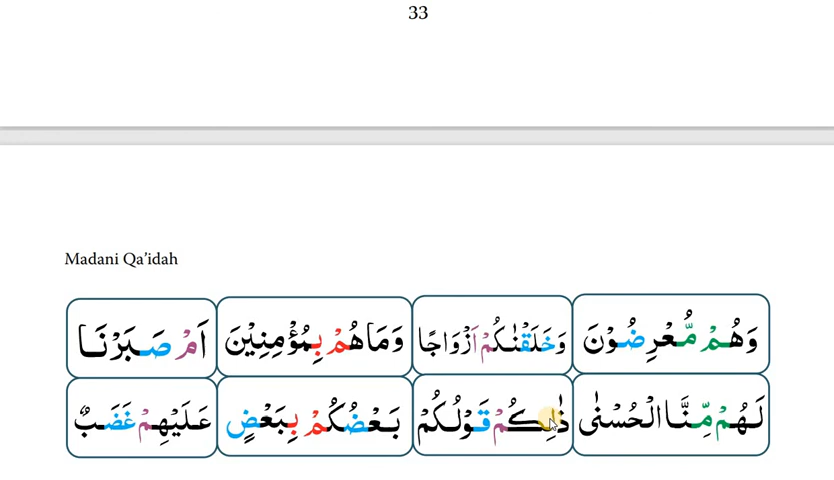 33
Madani Qa’idah
وَهُمْ مُّعْرِضُوْنَ وَخَلَقْنٰكُمْ اَزْوَاجًا وَمَا هُمْ بِمُؤْمِنِيْنَ اَمْ صَبَرْنَا
لَهُمْ مِّنَّا الْحُسْنٰى ذٰلِكُمْ قَوْلُكُمْ بَعْضُكُمْ بِبَعْضٍ عَلَيْهِمْ غَضَبٌ